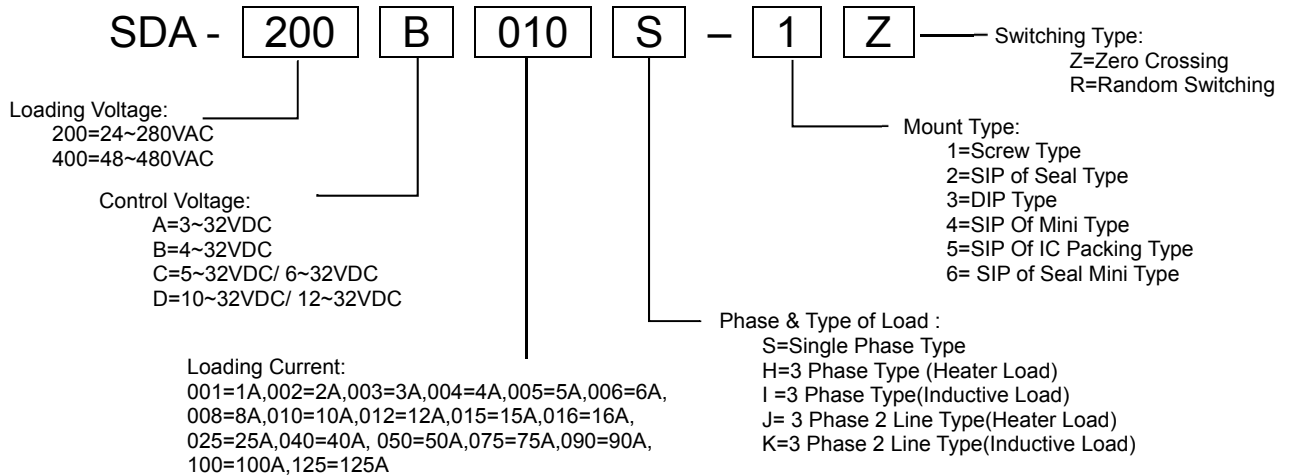 SDA - 200 B 010 S – 1 Z
Switching Type:
Z=Zero Crossing
R=Random Switching
Loading Voltage:
200=24~280VAC
400=48~480VAC
Mount Type:
1=Screw Type
2=SIP of Seal Type
3=DIP Type
4=SIP Of Mini Type
5=SIP Of IC Packing Type
6= SIP of Seal Mini Type
Control Voltage:
A=3~32VDC
B=4~32VDC
C=5~32VDC/ 6~32VDC
D=10~32VDC/ 12~32VDC
Phase & Type of Load :
S=Single Phase Type
H=3 Phase Type (Heater Load)
I =3 Phase Type(Inductive Load)
J= 3 Phase 2 Line Type(Heater Load)
K=3 Phase 2 Line Type(Inductive Load)
Loading Current:
001=1A,002=2A,003=3A,004=4A,005=5A,006=6A,
008=8A,010=10A,012=12A,015=15A,016=16A,
025=25A,040=40A, 050=50A,075=75A,090=90A,
100=100A,125=125A